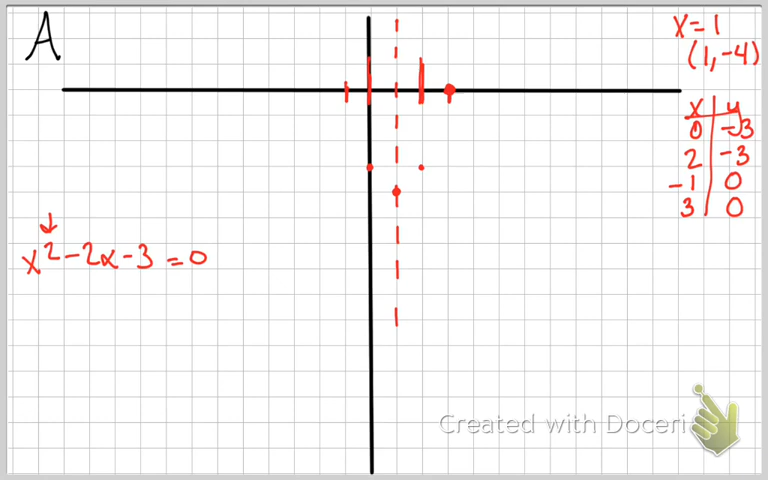 A
x=1
(1,-4)
x y
0 -3
2 -3
-1 0
3 0
x²-2x-3=0
Created with Doceri